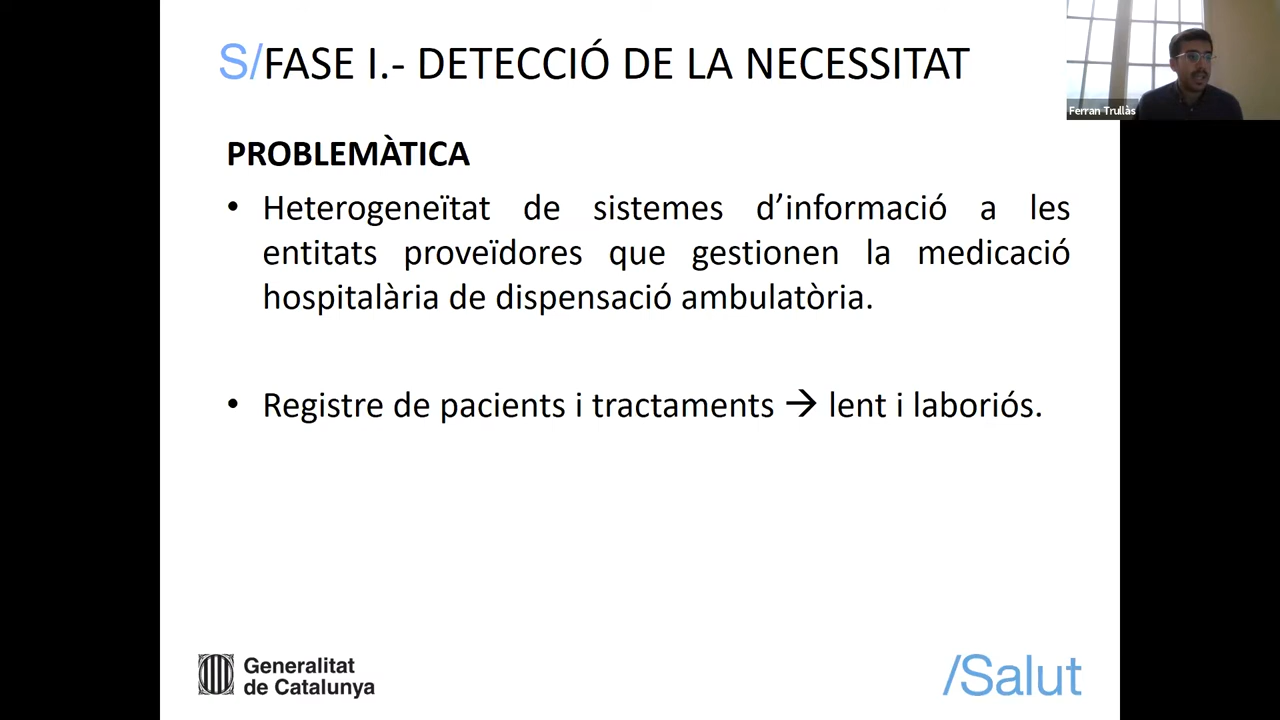 S/FASE I.- DETECCIÓ DE LA NECESSITAT
Ferran Trullàs
PROBLEMÀTICA
• Heterogeneïtat de sistemes d’informació a les
entitats proveïdores que gestionen la medicació
hospitalària de dispensació ambulatòria.
• Registre de pacients i tractaments → lent i laboriós.
Generalitat
de Catalunya
/Salut